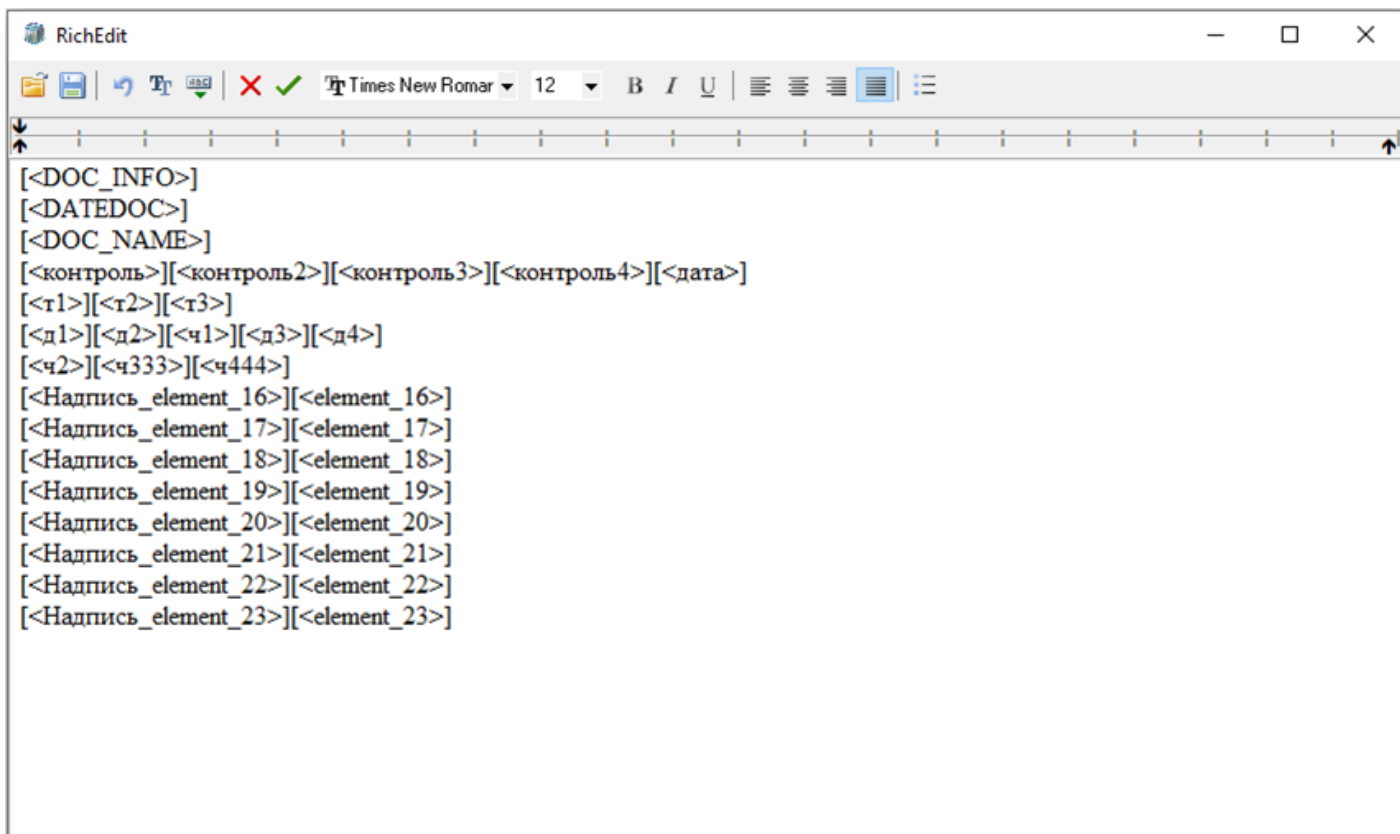 RichEdit
Times New Romar 12 B I U
[<DOC_INFO>]
[<DATEDOC>]
[<DOC_NAME>]
[<контроль>][<контроль2>][<контроль3>][<контроль4>][<дата>]
[<т1>][<т2>][<т3>]
[<д1>][<д2>][<ч1>][<д3>][<д4>]
[<ч2>][<ч333>][<ч444>]
[<Надпись_element_16>][<element_16>]
[<Надпись_element_17>][<element_17>]
[<Надпись_element_18>][<element_18>]
[<Надпись_element_19>][<element_19>]
[<Надпись_element_20>][<element_20>]
[<Надпись_element_21>][<element_21>]
[<Надпись_element_22>][<element_22>]
[<Надпись_element_23>][<element_23>]